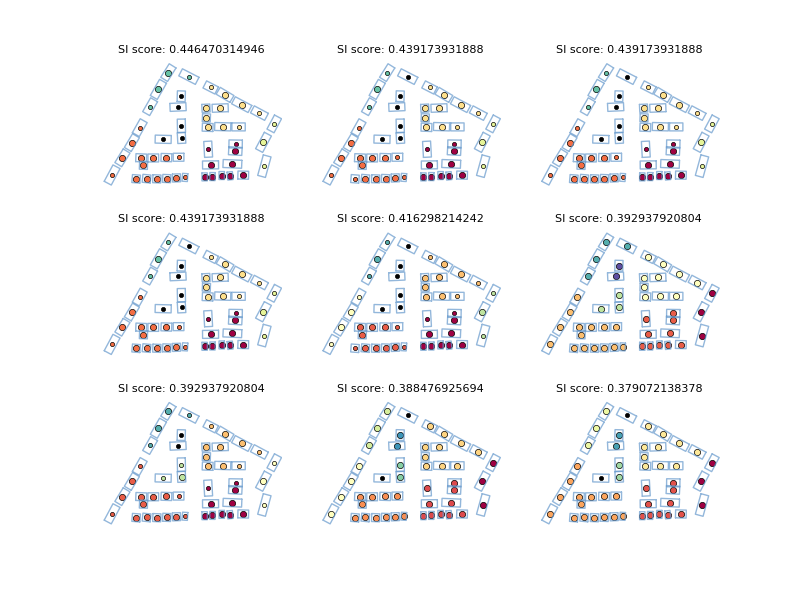 SI score: 0.446470314946
SI score: 0.439173931888
SI score: 0.439173931888
SI score: 0.439173931888
SI score: 0.416298214242
SI score: 0.392937920804
SI score: 0.392937920804
SI score: 0.388476925694
SI score: 0.379072138378